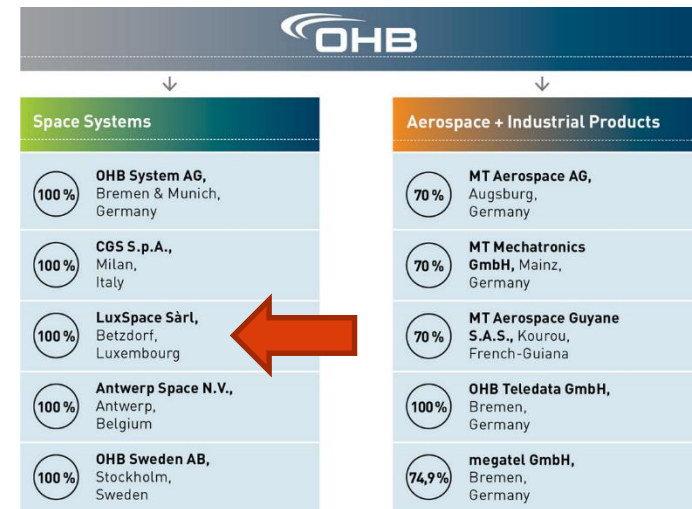 OHB
Space Systems
100 %
OHB System AG,
Bremen & Munich,
Germany
100 %
CGS S.p.A.,
Milan,
Italy
100 %
LuxSpace Sàrl,
Betzdorf,
Luxembourg
100 %
Antwerp Space N.V.,
Antwerp,
Belgium
100 %
OHB Sweden AB,
Stockholm,
Sweden
Aerospace + Industrial Products
70 %
MT Aerospace AG,
Augsburg,
Germany
70 %
MT Mechatronics
GmbH, Mainz,
Germany
70 %
MT Aerospace Guyane
S.A.S., Kourou,
French-Guiana
100 %
OHB Teledata GmbH,
Bremen,
Germany
74,9 %
megatel GmbH,
Bremen,
Germany